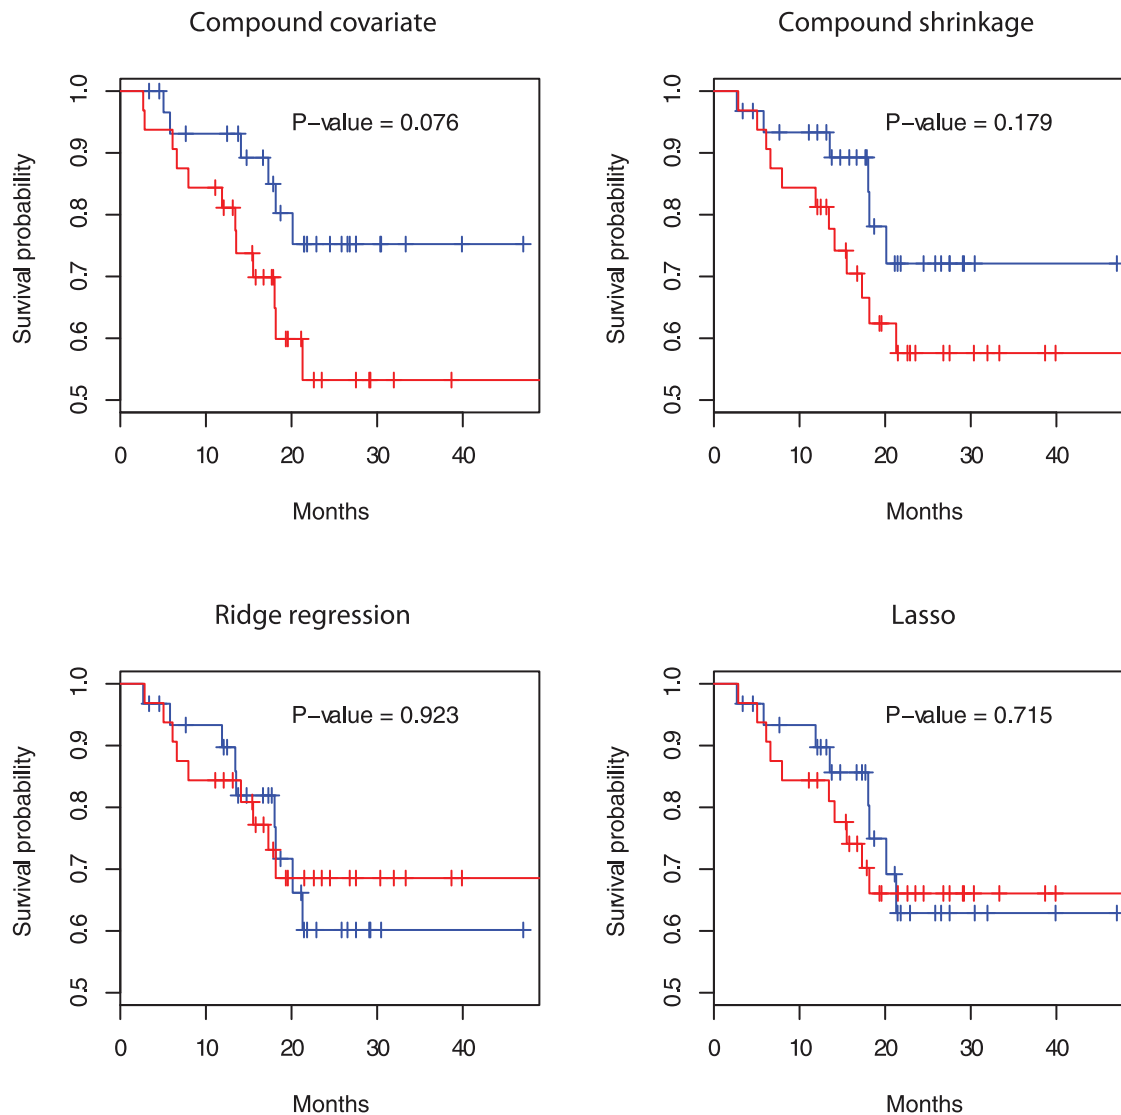 Compound covariate
Compound shrinkage
Survival probability
1.0
0.9
0.8
0.7
0.6
0.5
P-value = 0.076
0 10 20 30 40
Months
Survival probability
1.0
0.9
0.8
0.7
0.6
0.5
P-value = 0.179
0 10 20 30 40
Months
Ridge regression
Lasso
Survival probability
1.0
0.9
0.8
0.7
0.6
0.5
P-value = 0.923
0 10 20 30 40
Months
Survival probability
1.0
0.9
0.8
0.7
0.6
0.5
P-value = 0.715
0 10 20 30 40
Months